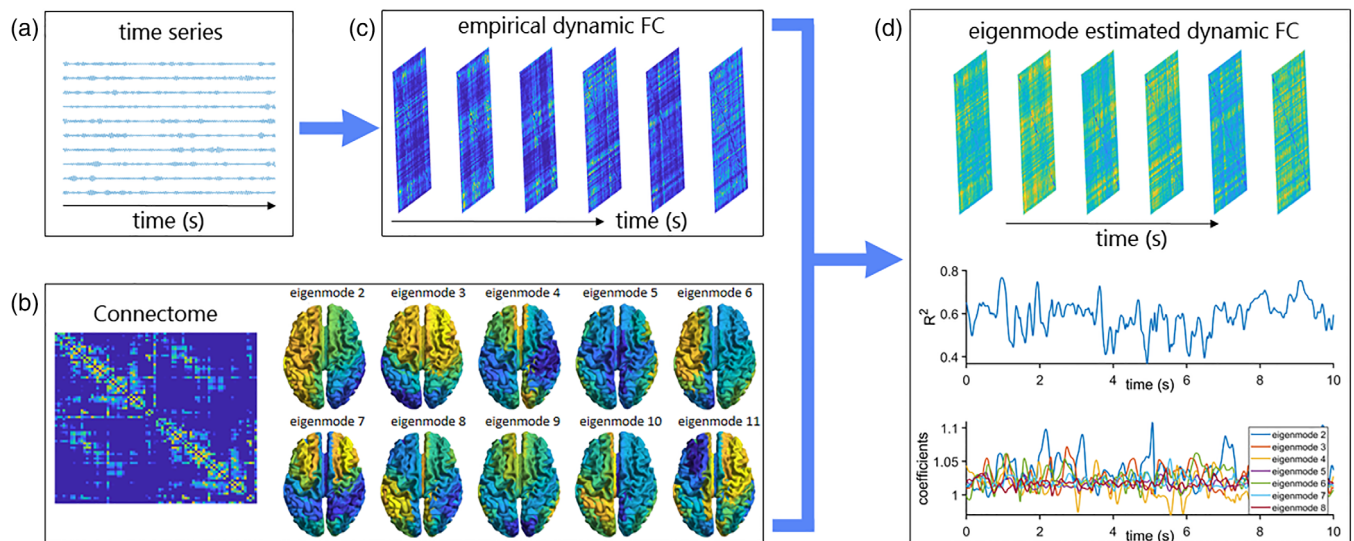 (a)
time series
time (s)
(b)
Connectome
eigenmode 2 eigenmode 3 eigenmode 4 eigenmode 5 eigenmode 6
eigenmode 7 eigenmode 8 eigenmode 9 eigenmode 10 eigenmode 11
(c)
empirical dynamic FC
time (s)
(d)
eigenmode estimated dynamic FC
time (s)
0.8
0.6
0.4
R²
0 2 4 6 8 10
time (s)
1.1
1.05
1
coefficients
eigenmode 2
eigenmode 3
eigenmode 4
eigenmode 5
eigenmode 6
eigenmode 7
eigenmode 8
0 2 4 6 8 10
time (s)